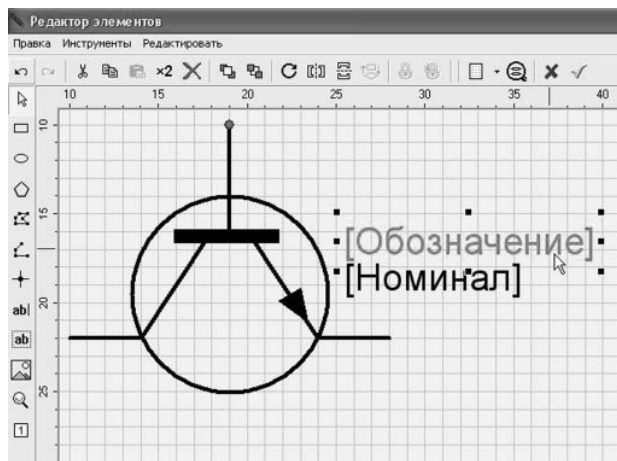 Редактор элементов
Правка Инструменты Редактировать
×2
10 15 20 25 30 35 40
10
15
20
25
ab|
ab
1
[Обозначение]
[Номинал]